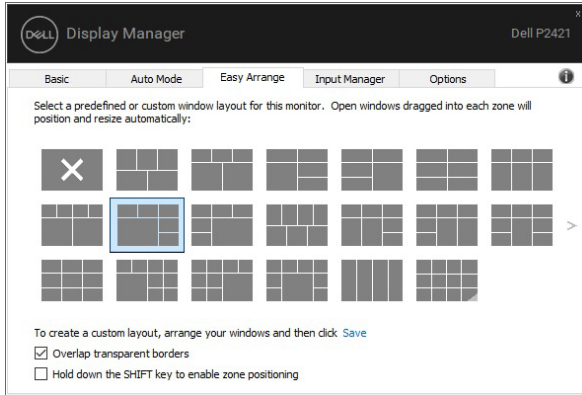 x
DELL Display Manager
Dell P2421
Basic Auto Mode Easy Arrange Input Manager Options i
Select a predefined or custom window layout for this monitor. Open windows dragged into each zone will
position and resize automatically:
>
To create a custom layout, arrange your windows and then click Save
Overlap transparent borders
Hold down the SHIFT key to enable zone positioning